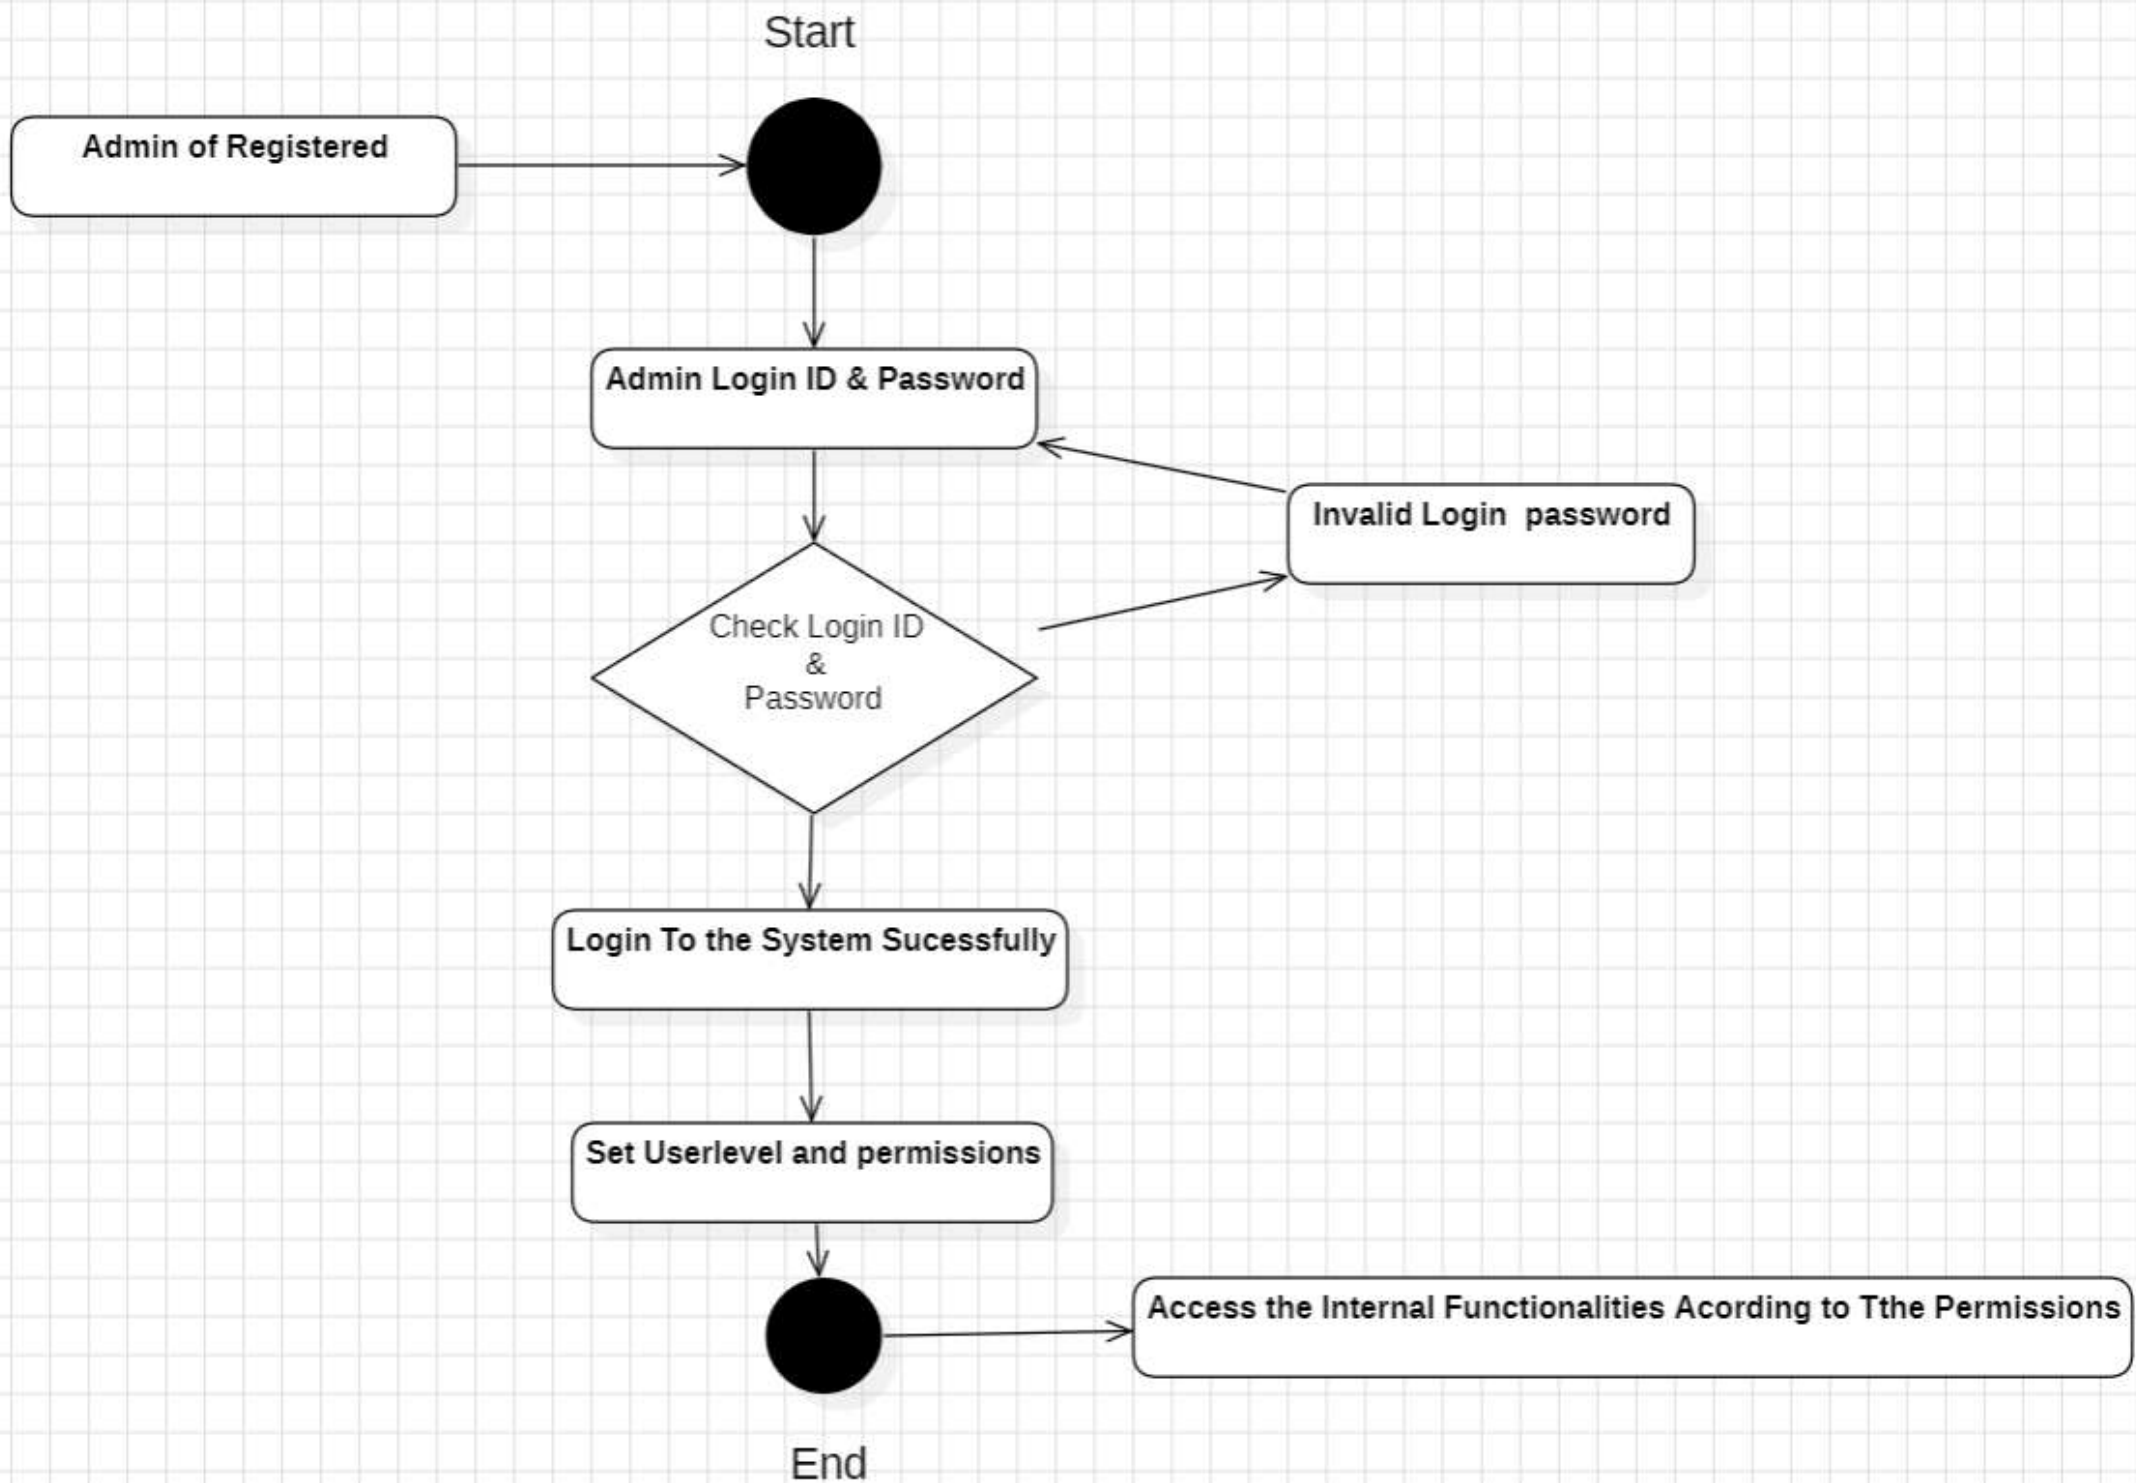 Start
Admin of Registered
Admin Login ID & Password
Invalid Login  password
Check Login ID
&
Password
Login To the System Sucessfully
Set Userlevel and permissions
Access the Internal Functionalities Acording to Tthe Permissions
End